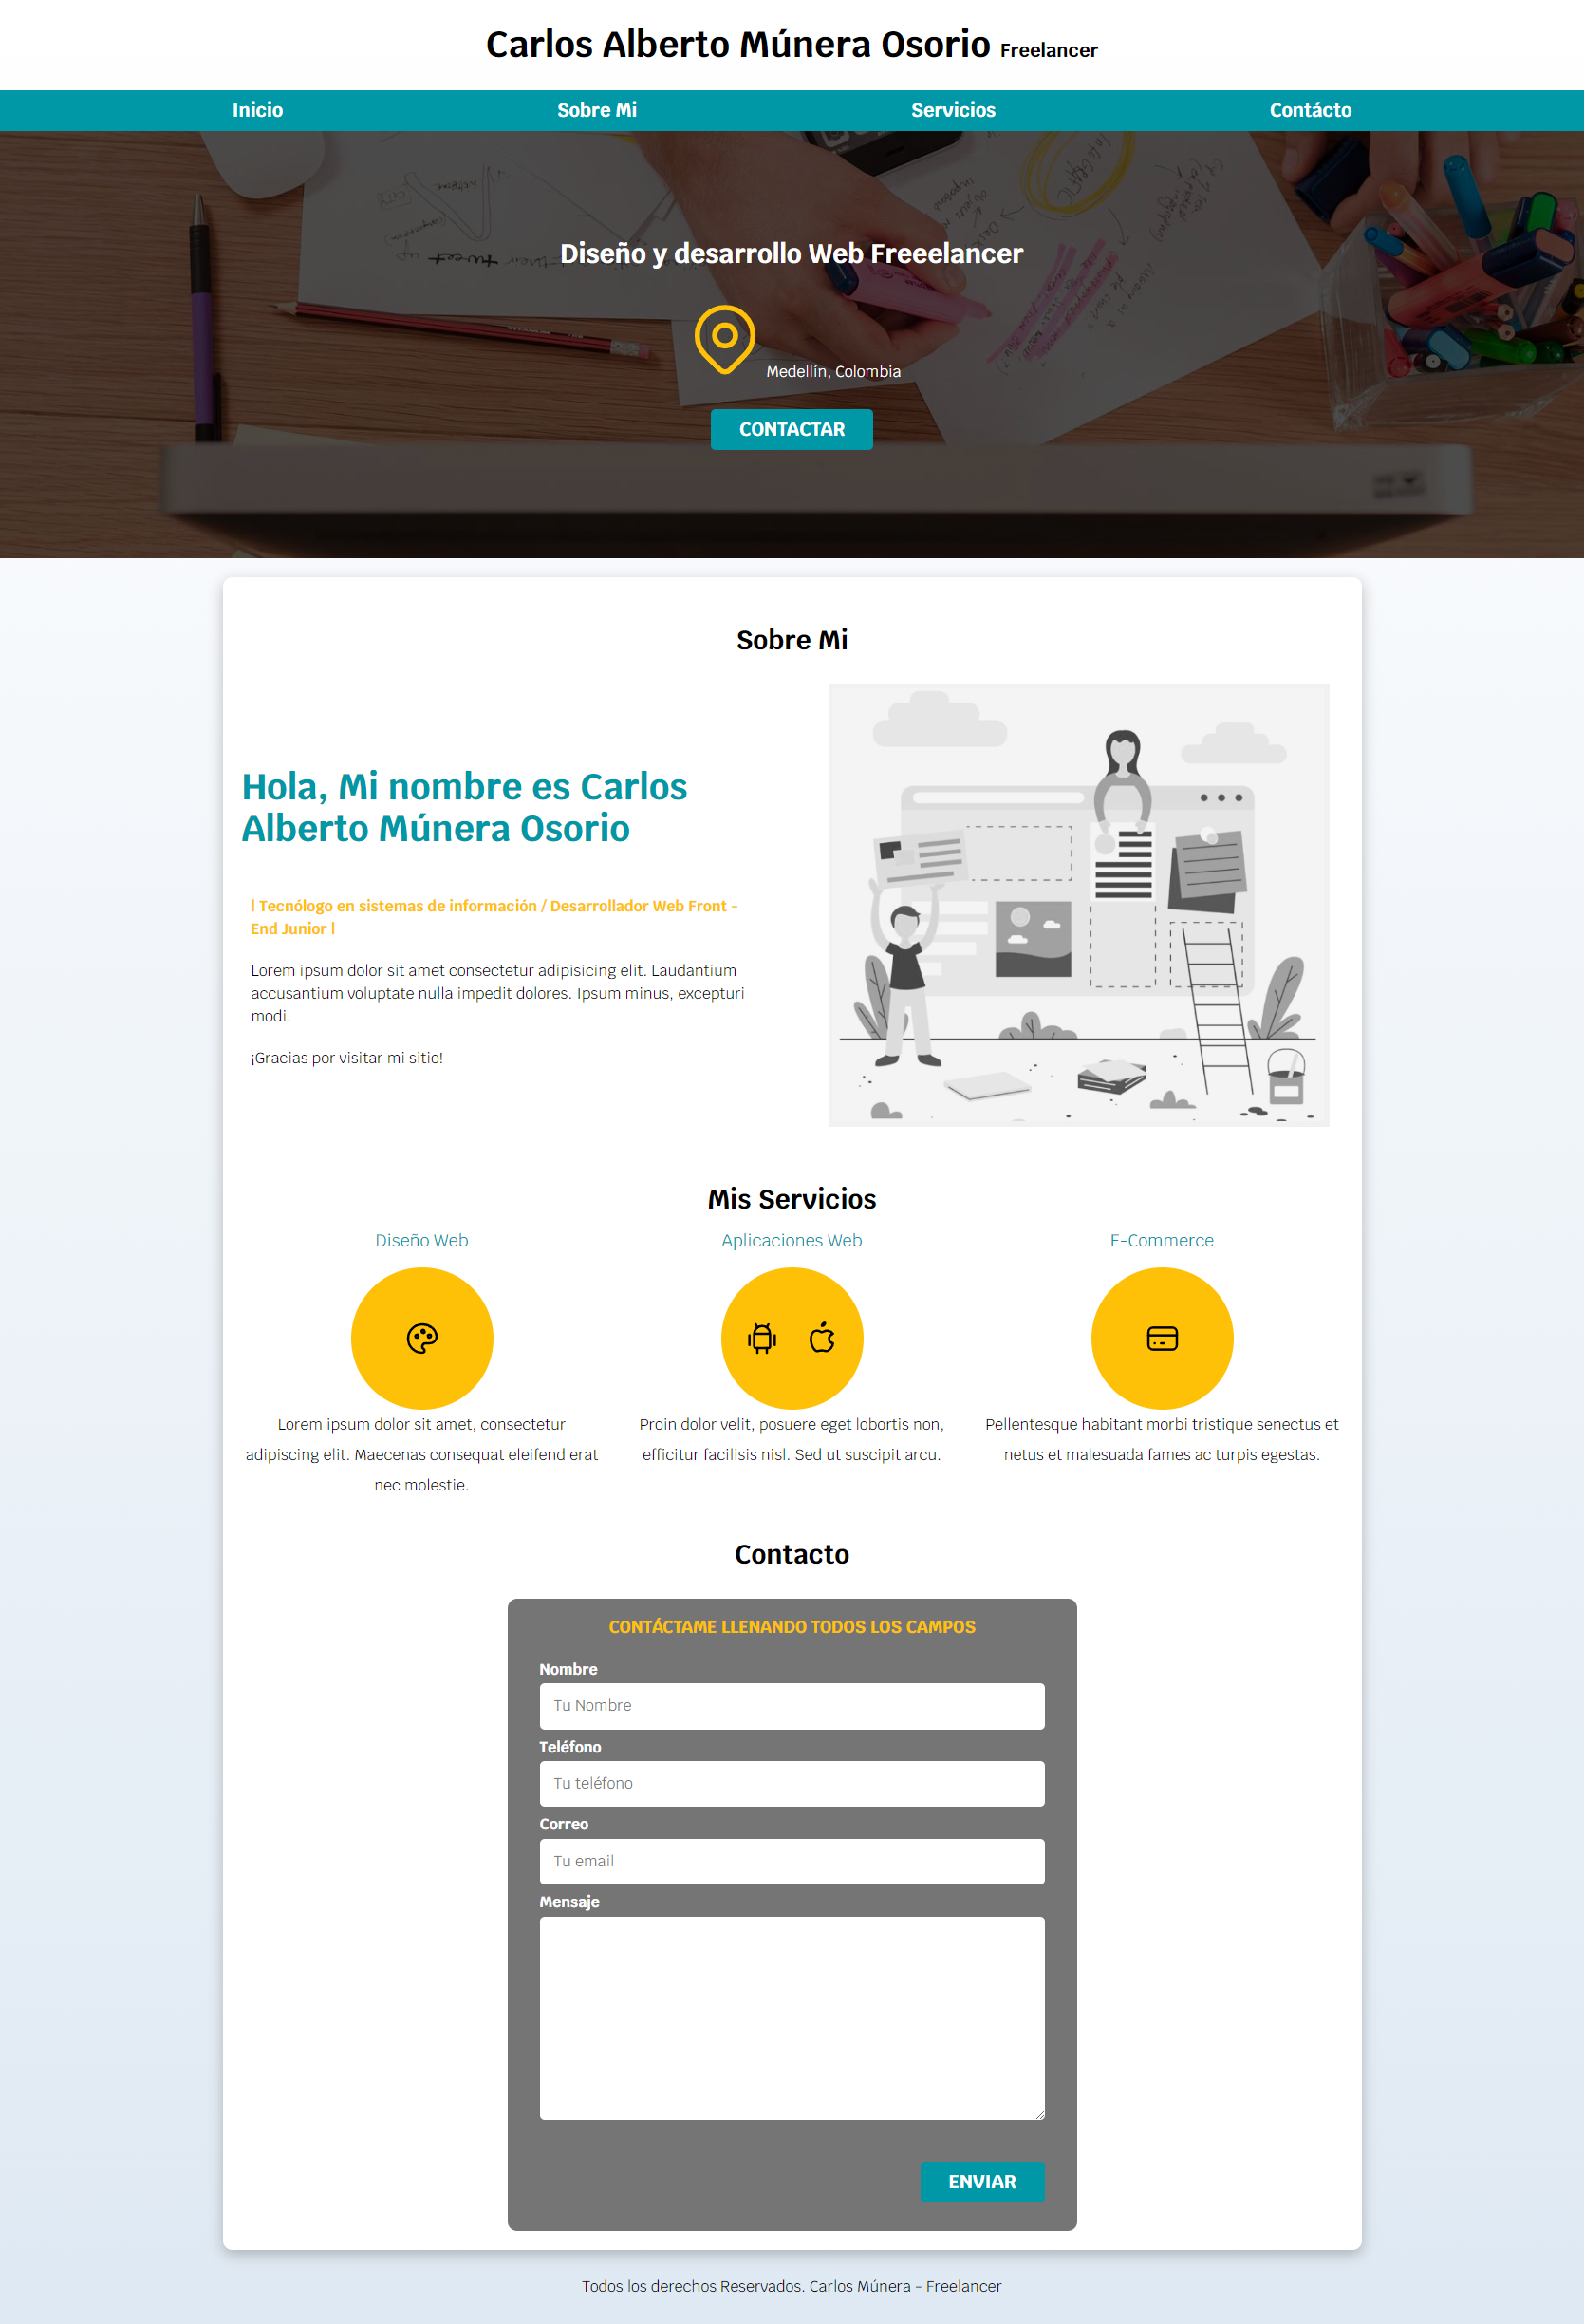 Carlos Alberto Múnera Osorio Freelancer
Inicio Sobre Mi Servicios Contácto
Diseño y desarrollo Web Freeelancer
Medellín, Colombia
CONTACTAR
Sobre Mi
Hola, Mi nombre es Carlos
Alberto Múnera Osorio
| Tecnólogo en sistemas de información / Desarrollador Web Front -
End Junior |
Lorem ipsum dolor sit amet consectetur adipisicing elit. Laudantium
accusantium voluptate nulla impedit dolores. Ipsum minus, excepturi
modi.
¡Gracias por visitar mi sitio!
Mis Servicios
Diseño Web
Lorem ipsum dolor sit amet, consectetur
adipiscing elit. Maecenas consequat eleifend erat
nec molestie.
Aplicaciones Web
Proin dolor velit, posuere eget lobortis non,
efficitur facilisis nisl. Sed ut suscipit arcu.
E-Commerce
Pellentesque habitant morbi tristique senectus et
netus et malesuada fames ac turpis egestas.
Contacto
CONTÁCTAME LLENANDO TODOS LOS CAMPOS
Nombre
Tu Nombre
Teléfono
Tu teléfono
Correo
Tu email
Mensaje
ENVIAR
Todos los derechos Reservados. Carlos Múnera - Freelancer